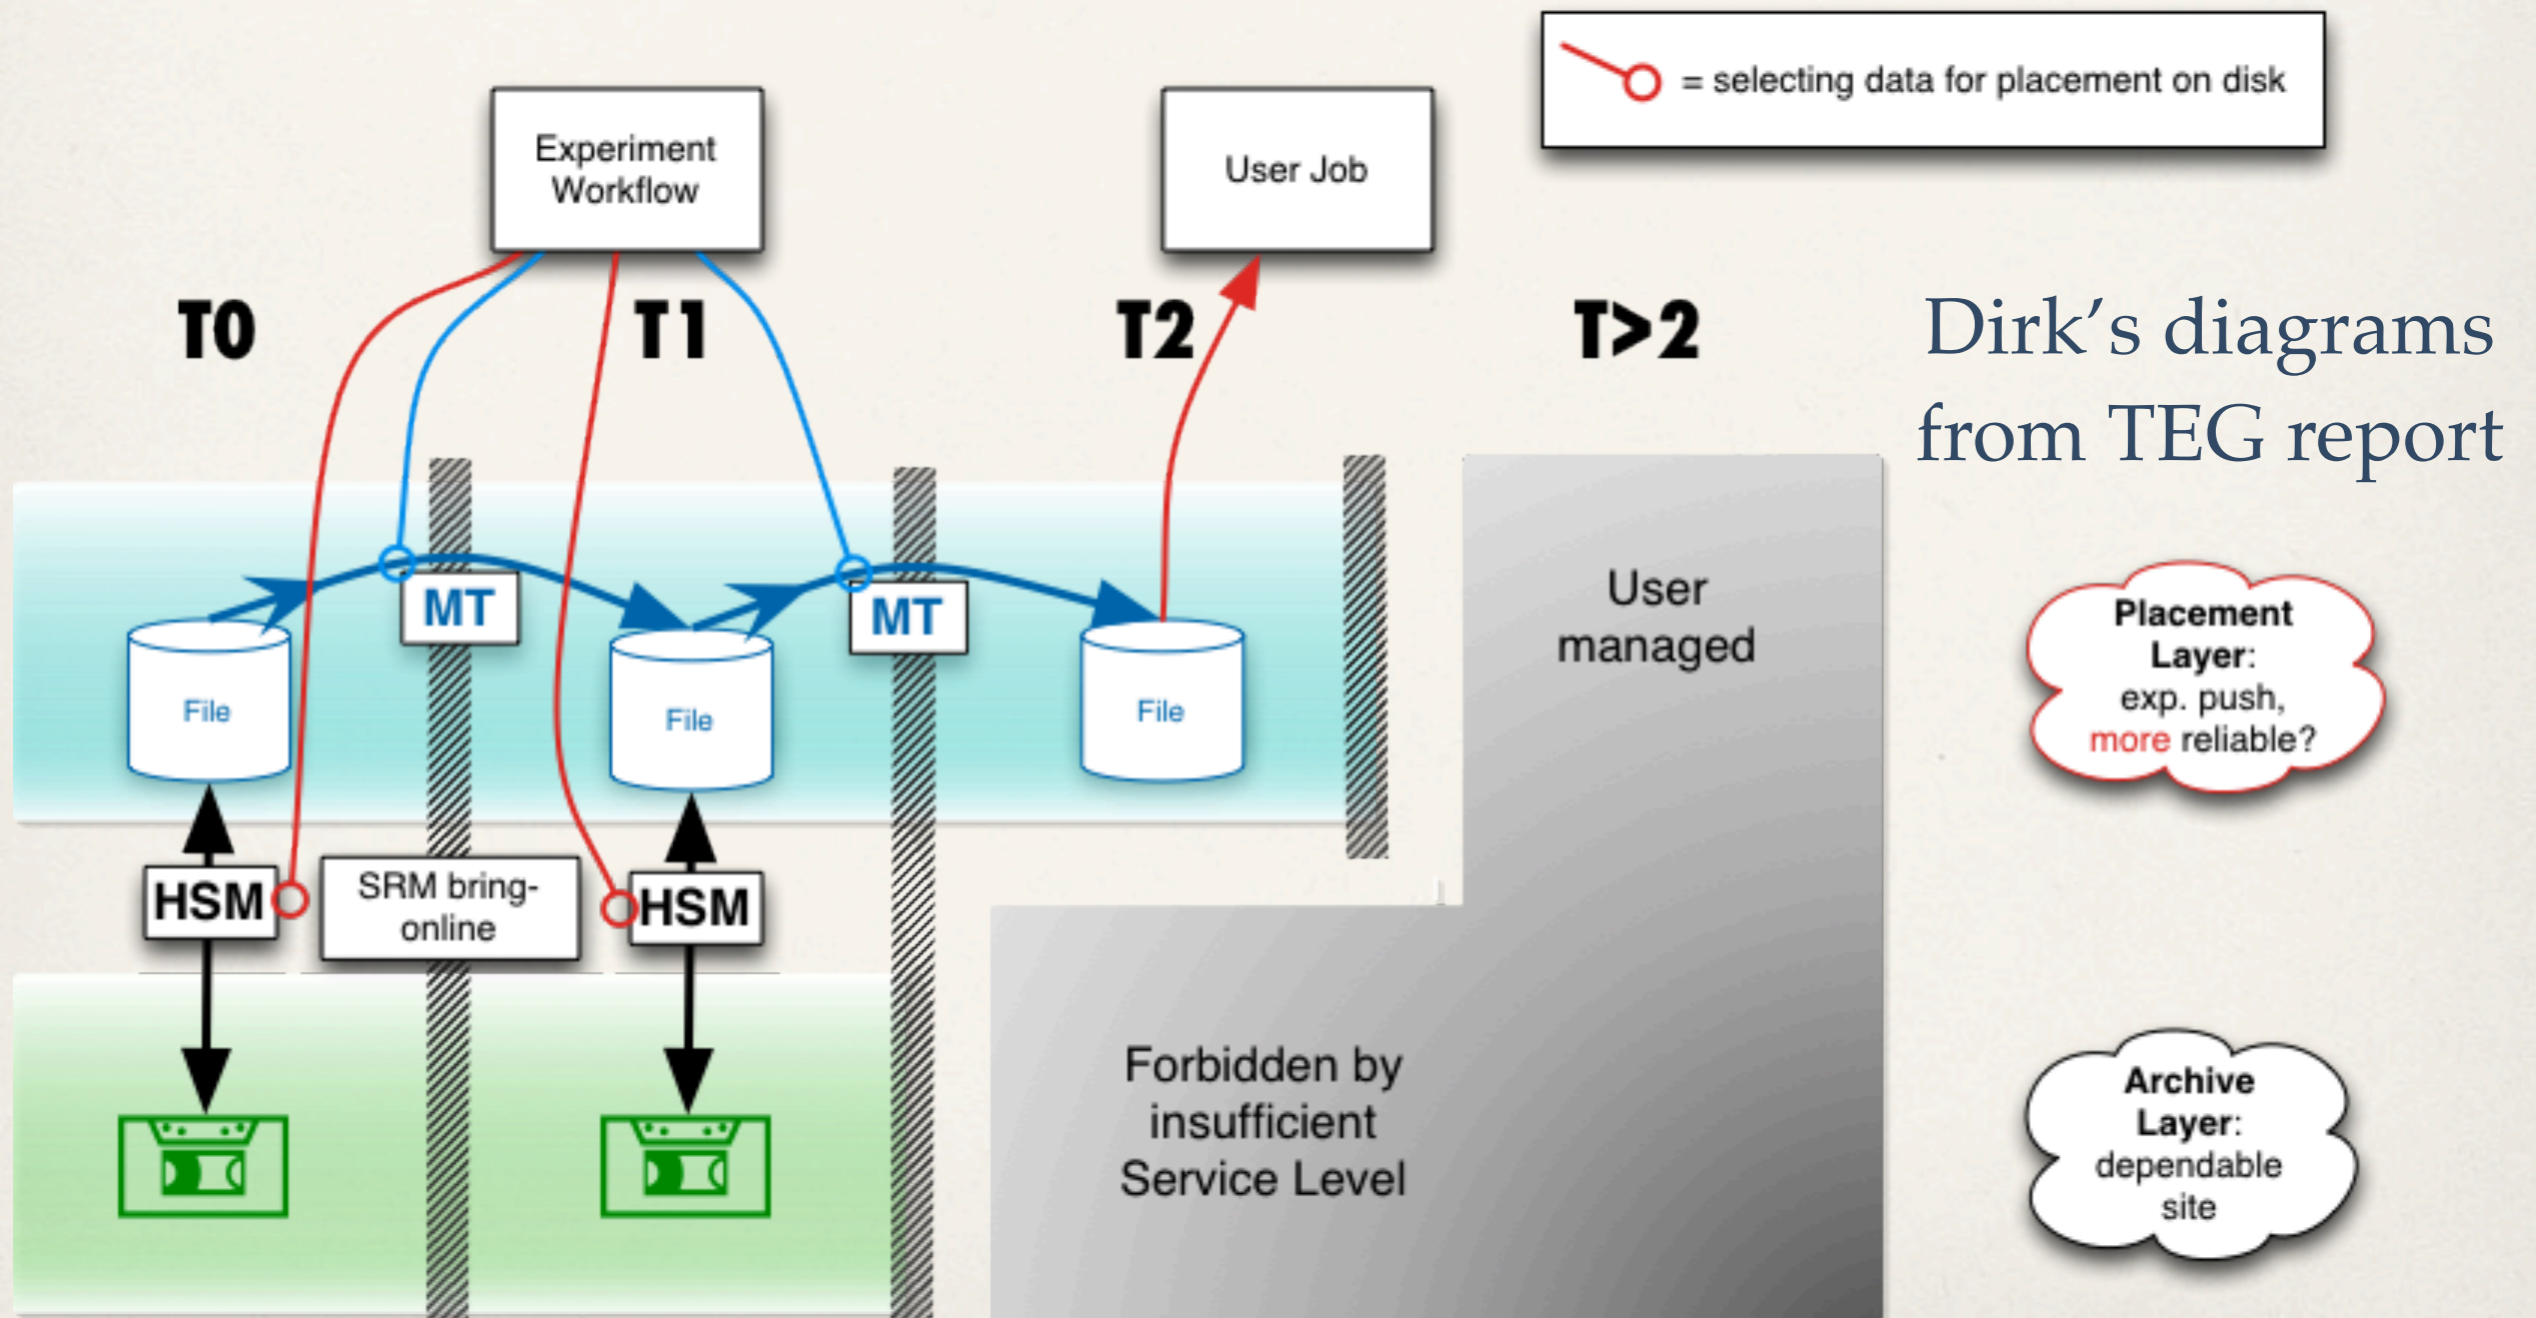 = selecting data for placement on disk
Experiment
Workflow
User Job
T0
T1
T2
T>2
Dirk’s diagrams
from TEG report
MT
MT
File
File
File
User
managed
Placement
Layer:
exp. push,
more reliable?
HSM
SRM bring-
online
HSM
Forbidden by
insufficient
Service Level
Archive
Layer:
dependable
site